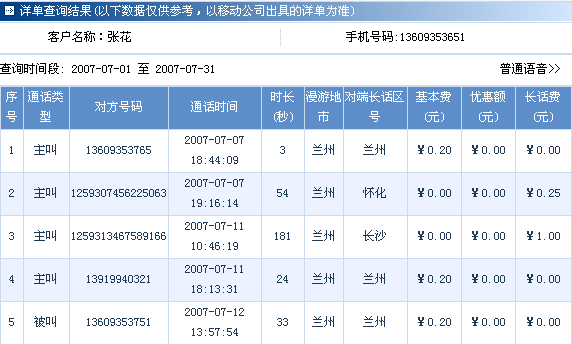 详单查询结果(以下数据仅供参考，以移动公司出具的详单为准)
客户名称：张花 手机号码:13609353651
查询时间段: 2007-07-01 至 2007-07-31 普通语音>>
序号 通话类型 对方号码 通话时间 时长(秒) 漫游地市 对端长话区号 基本费(元) 优惠额(元) 长话费(元)
1 主叫 13609353765 2007-07-07 18:44:09 3 兰州 兰州 ¥0.20 ¥0.00 ¥0.00
2 主叫 1259307456225063 2007-07-07 19:16:14 54 兰州 怀化 ¥0.00 ¥0.00 ¥0.25
3 主叫 1259313467589166 2007-07-11 10:46:19 181 兰州 长沙 ¥0.00 ¥0.00 ¥1.00
4 主叫 13919940321 2007-07-11 18:13:31 24 兰州 兰州 ¥0.20 ¥0.00 ¥0.00
5 被叫 13609353751 2007-07-12 13:57:54 33 兰州 兰州 ¥0.20 ¥0.00 ¥0.00